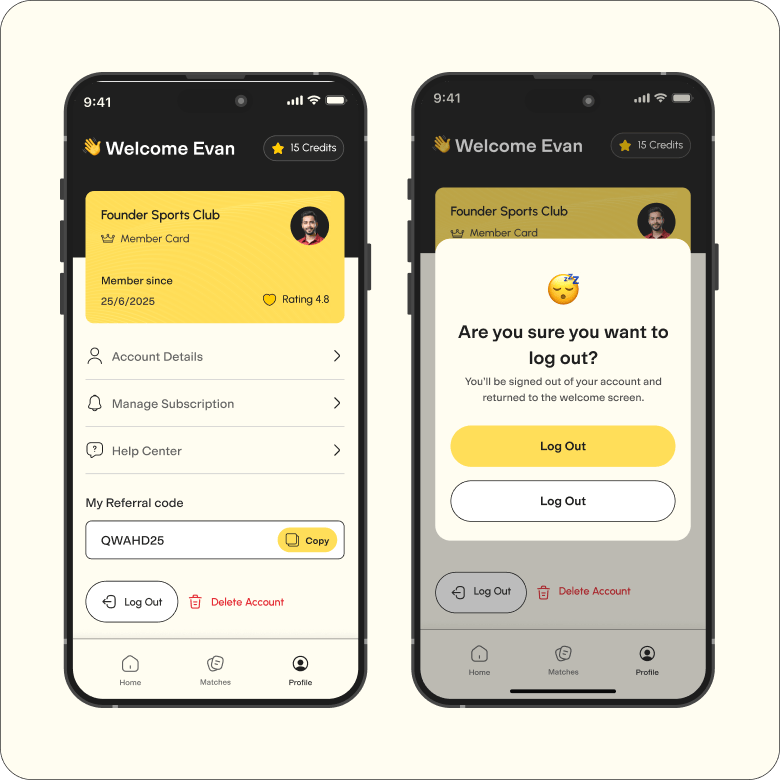 9:41
Welcome Evan
15 Credits
Founder Sports Club
Member Card
Member since
25/6/2025
Rating 4.8
Account Details
Manage Subscription
? Help Center
My Referral code
QWAHD25
Copy
Log Out
Delete Account
Home
Matches
Profile
9:41
Welcome Evan
15 Credits
Founder Sports Club
Member Card
zzZ
Are you sure you want to
log out?
You'll be signed out of your account and
returned to the welcome screen.
Log Out
Log Out
Log Out
Delete Account
Home
Matches
Profile